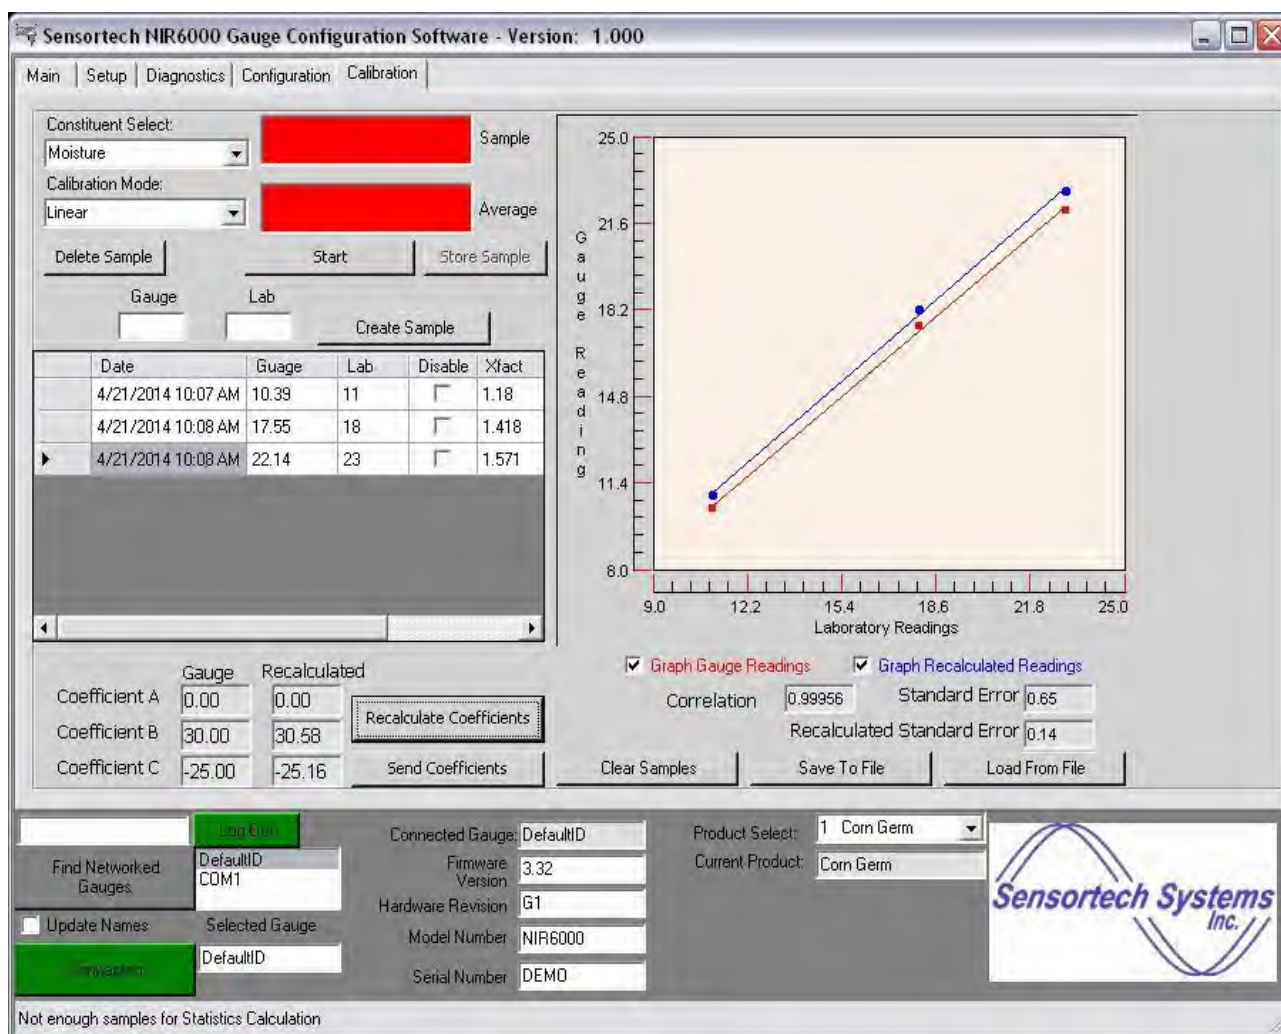 Sensortech NIR6000 Gauge Configuration Software - Version: 1.000
Main Setup Diagnostics Configuration Calibration
Constituent Select:
Moisture
Sample
Calibration Mode:
Linear
Average
Delete Sample Start Store Sample
Gauge Lab
Create Sample
Date Guage Lab Disable Xfact
4/21/2014 10:07 AM 10.39 11 1.18
4/21/2014 10:08 AM 17.55 18 1.418
4/21/2014 10:08 AM 22.14 23 1.571
Gauge Recalculated
Coefficient A 0.00 0.00
Coefficient B 30.00 30.58
Coefficient C -25.00 -25.16
Recalculate Coefficients
Send Coefficients
Gauge Reading
25.0
21.6
18.2
14.8
11.4
8.0
9.0 12.2 15.4 18.6 21.8 25.0
Laboratory Readings
Graph Gauge Readings Graph Recalculated Readings
Correlation 0.99956 Standard Error 0.65
Recalculated Standard Error 0.14
Clear Samples Save To File Load From File
Log Out
Find Networked
Gauges
DefaultID
COM1
Update Names Selected Gauge
DefaultID
Connected Gauge: DefaultID
Firmware
Version 3.32
Hardware Revision G1
Model Number NIR6000
Serial Number DEMO
Product Select: 1 Corn Germ
Current Product: Corn Germ
Sensortech Systems
Inc.
Not enough samples for Statistics Calculation